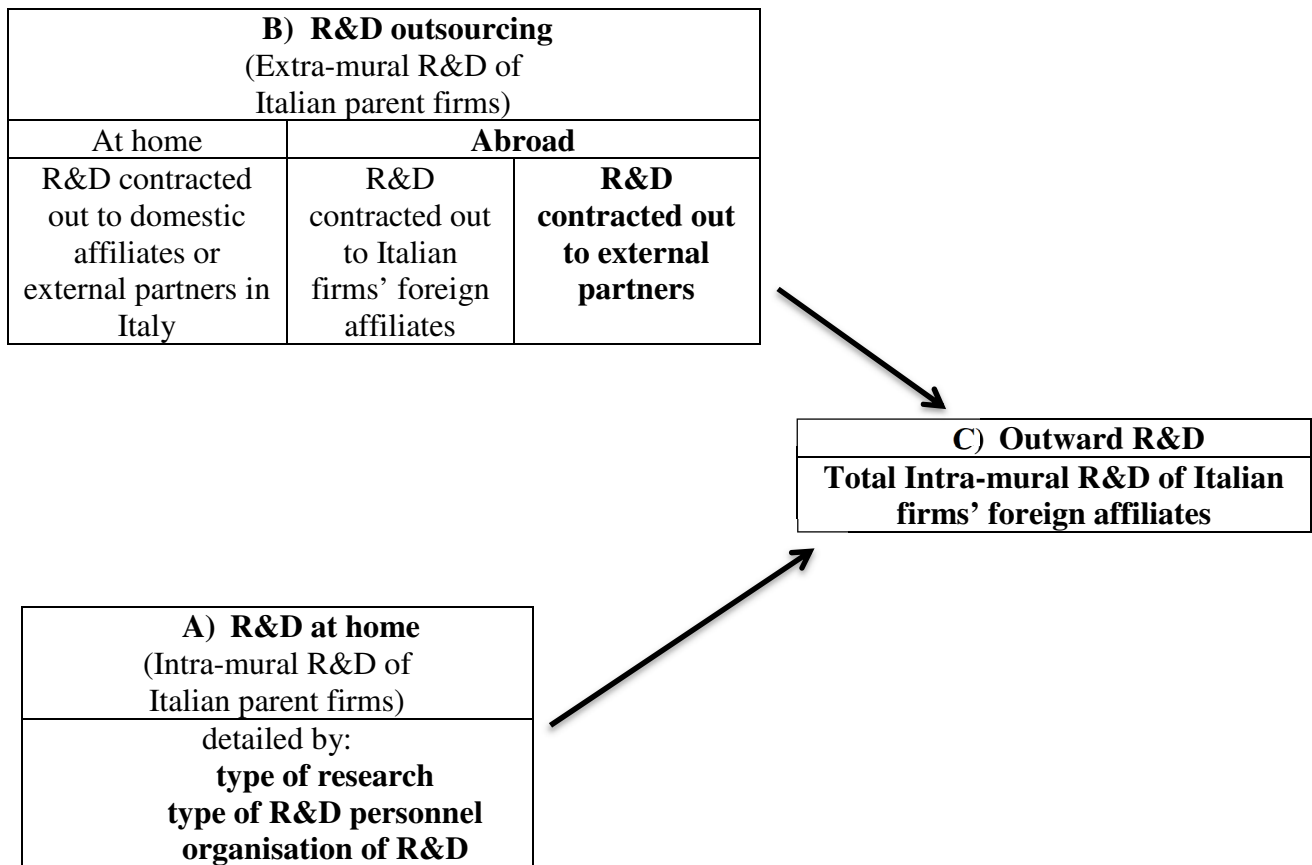 B) R&D outsourcing
(Extra-mural R&D of
Italian parent firms)
At home
Abroad
R&D contracted
out to domestic
affiliates or
external partners in
Italy
R&D
contracted out
to Italian
firms’ foreign
affiliates
R&D
contracted out
to external
partners
C) Outward R&D
Total Intra-mural R&D of Italian
firms’ foreign affiliates
A) R&D at home
(Intra-mural R&D of
Italian parent firms)
detailed by:
type of research
type of R&D personnel
organisation of R&D